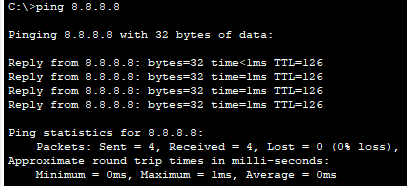 C:\>ping 8.8.8.8
Pinging 8.8.8.8 with 32 bytes of data:
Reply from 8.8.8.8: bytes=32 time<1ms TTL=126
Reply from 8.8.8.8: bytes=32 time=1ms TTL=126
Reply from 8.8.8.8: bytes=32 time=1ms TTL=126
Reply from 8.8.8.8: bytes=32 time=1ms TTL=126
Ping statistics for 8.8.8.8:
Packets: Sent = 4, Received = 4, Lost = 0 (0% loss),
Approximate round trip times in milli-seconds:
Minimum = 0ms, Maximum = 1ms, Average = 0ms